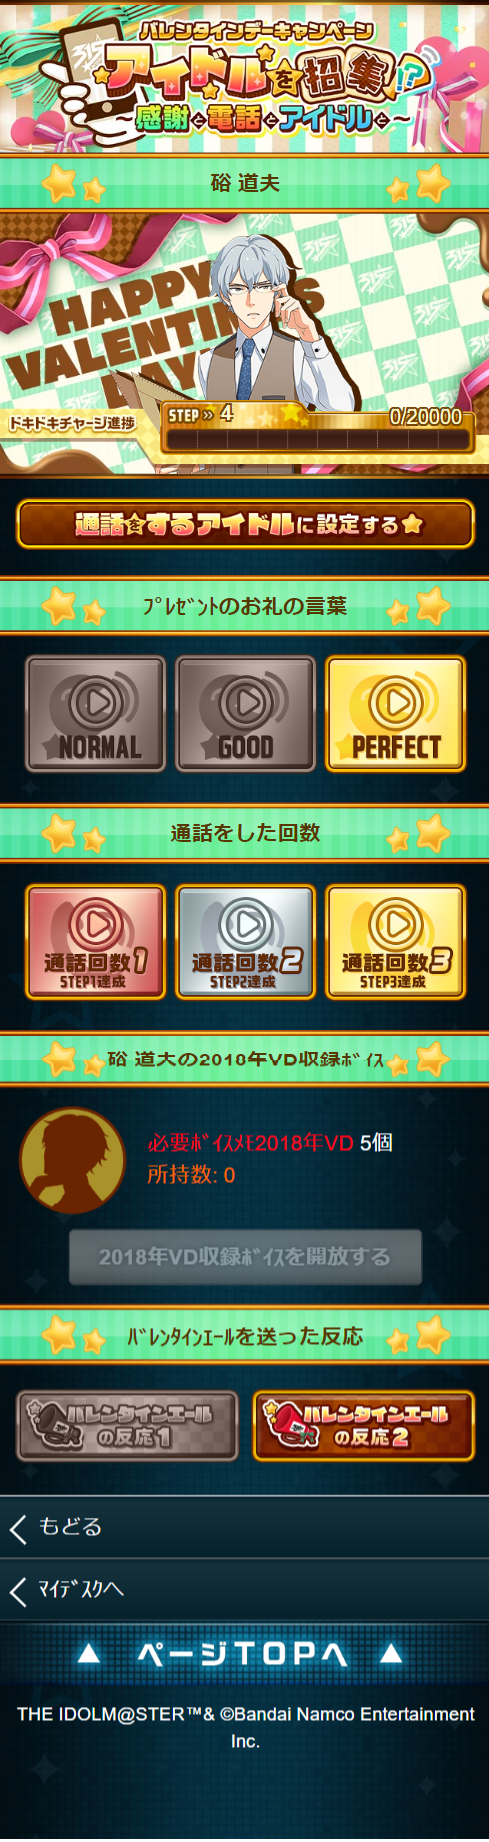 315
バレンタインデーキャンペーン
アイドルを招集!?
~感謝と電話とアイドルと~
硲 道夫
HAPPY
VALENTINE'S
DAY!
ドキドキチャージ進捗
STEP >> 4
0/20000
通話をするアイドルに設定する★
ﾌﾟﾚｾﾞﾝﾄのお礼の言葉
NORMAL
GOOD
PERFECT
通話をした回数
通話回数1
STEP1達成
通話回数2
STEP2達成
通話回数3
STEP3達成
硲 道夫の2018年VD収録ﾎﾞｲｽ
必要ﾎﾞｲｽﾒﾓ2018年VD 5個
所持数: 0
2018年VD収録ﾎﾞｲｽを開放する
ﾊﾞﾚﾝﾀｲﾝｴｰﾙを送った反応
バレンタインエール
の反応1
バレンタインエール
の反応2
もどる
ﾏｲﾃﾞｽｸへ
▲ ページTOPへ ▲
THE IDOLM@STER™& ©Bandai Namco Entertainment
Inc.